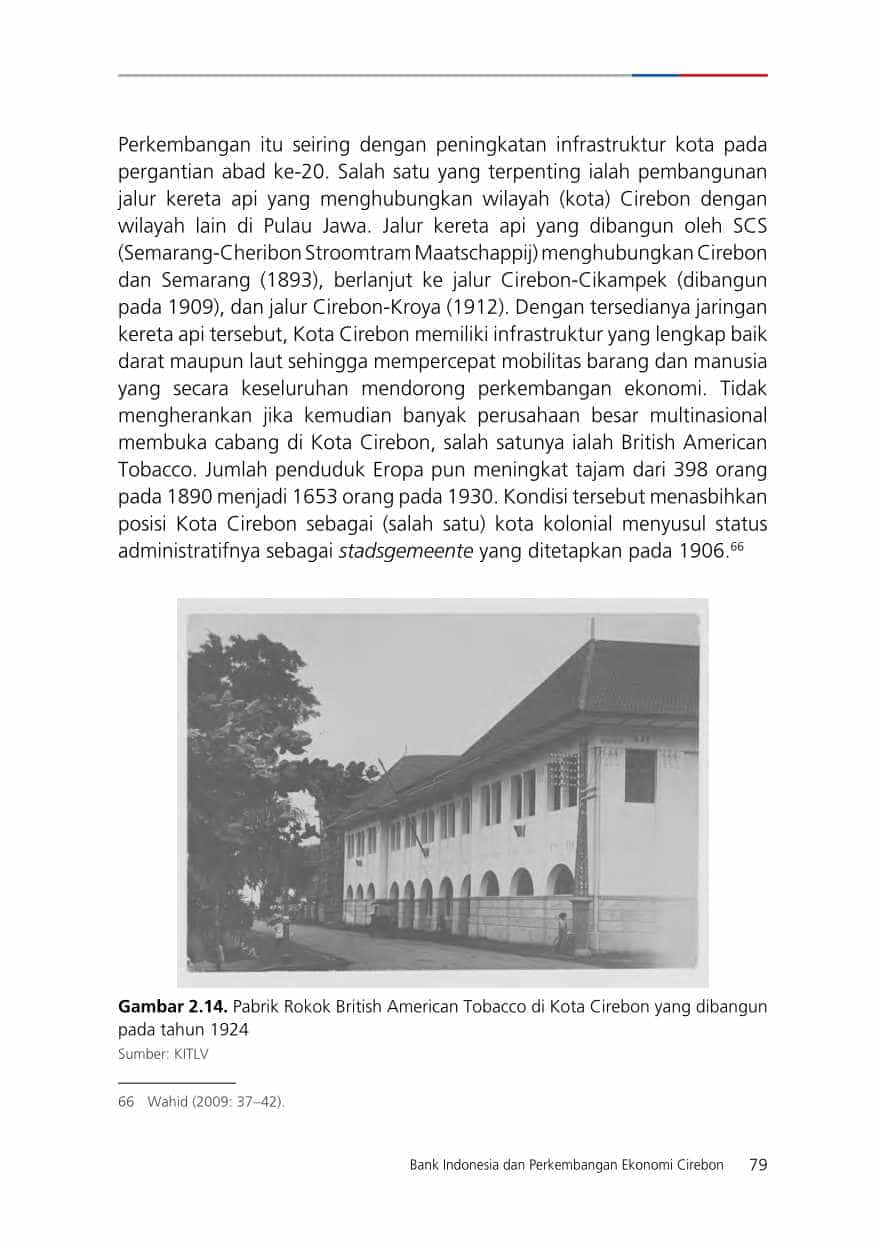 Perkembangan itu seiring dengan peningkatan infrastruktur kota pada
pergantian abad ke-20. Salah satu yang terpenting ialah pembangunan
jalur kereta api yang menghubungkan wilayah (kota) Cirebon dengan
wilayah lain di Pulau Jawa. Jalur kereta api yang dibangun oleh SCS
(Semarang-Cheribon Stroomtram Maatschappij) menghubungkan Cirebon
dan Semarang (1893), berlanjut ke jalur Cirebon-Cikampek (dibangun
pada 1909), dan jalur Cirebon-Kroya (1912). Dengan tersedianya jaringan
kereta api tersebut, Kota Cirebon memiliki infrastruktur yang lengkap baik
darat maupun laut sehingga mempercepat mobilitas barang dan manusia
yang secara keseluruhan mendorong perkembangan ekonomi. Tidak
mengherankan jika kemudian banyak perusahaan besar multinasional
membuka cabang di Kota Cirebon, salah satunya ialah British American
Tobacco. Jumlah penduduk Eropa pun meningkat tajam dari 398 orang
pada 1890 menjadi 1653 orang pada 1930. Kondisi tersebut menasbihkan
posisi Kota Cirebon sebagai (salah satu) kota kolonial menyusul status
administratifnya sebagai stadsgemeente yang ditetapkan pada 1906.66
Gambar 2.14. Pabrik Rokok British American Tobacco di Kota Cirebon yang dibangun
pada tahun 1924
Sumber: KITLV
66 Wahid (2009: 37–42).
Bank Indonesia dan Perkembangan Ekonomi Cirebon 79